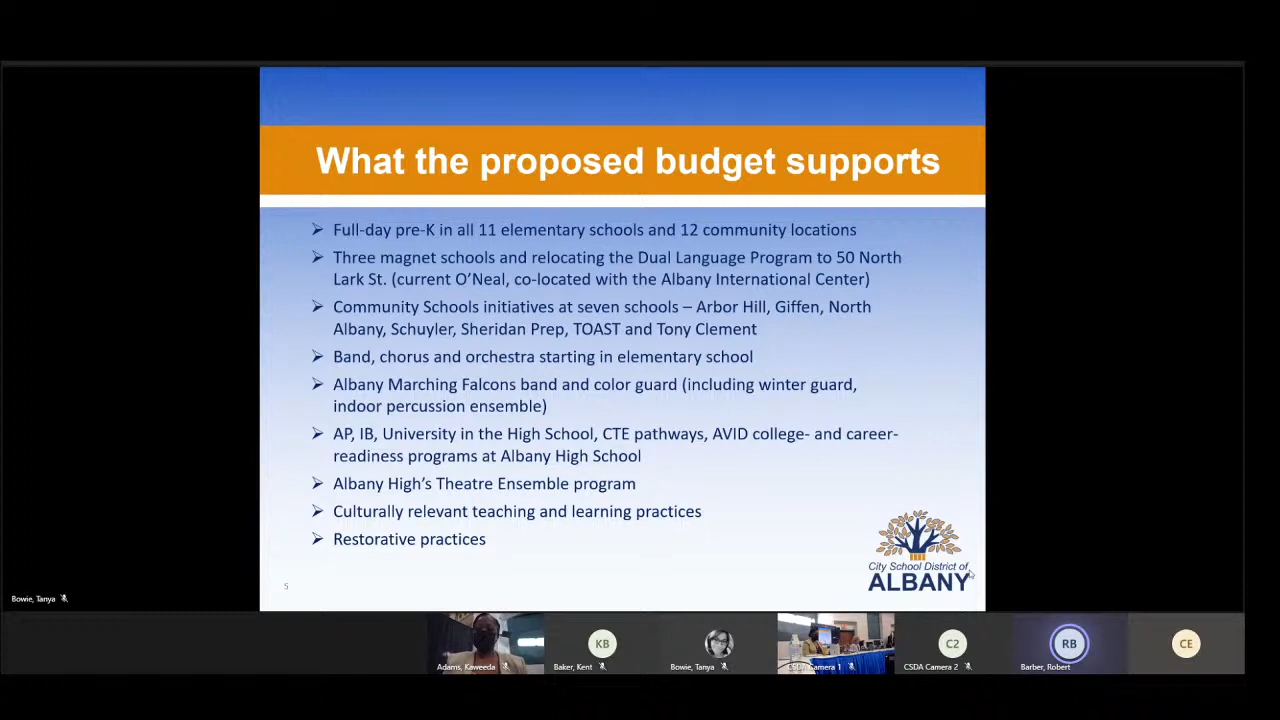 What the proposed budget supports
Full-day pre-K in all 11 elementary schools and 12 community locations
Three magnet schools and relocating the Dual Language Program to 50 North
Lark St. (current O'Neal, co-located with the Albany International Center)
Community Schools initiatives at seven schools – Arbor Hill, Giffen, North
Albany, Schuyler, Sheridan Prep, TOAST and Tony Clement
Band, chorus and orchestra starting in elementary school
Albany Marching Falcons band and color guard (including winter guard,
indoor percussion ensemble)
AP, IB, University in the High School, CTE pathways, AVID college- and career-
readiness programs at Albany High School
Albany High's Theatre Ensemble program
Culturally relevant teaching and learning practices
Restorative practices
City School District of
ALBANY
5
Bowie, Tanya
Adams, Kaweeda
KB
Baker, Kent
Bowie, Tanya
CSDA Camera 1
C2
CSDA Camera 2
RB
Barber, Robert
CE